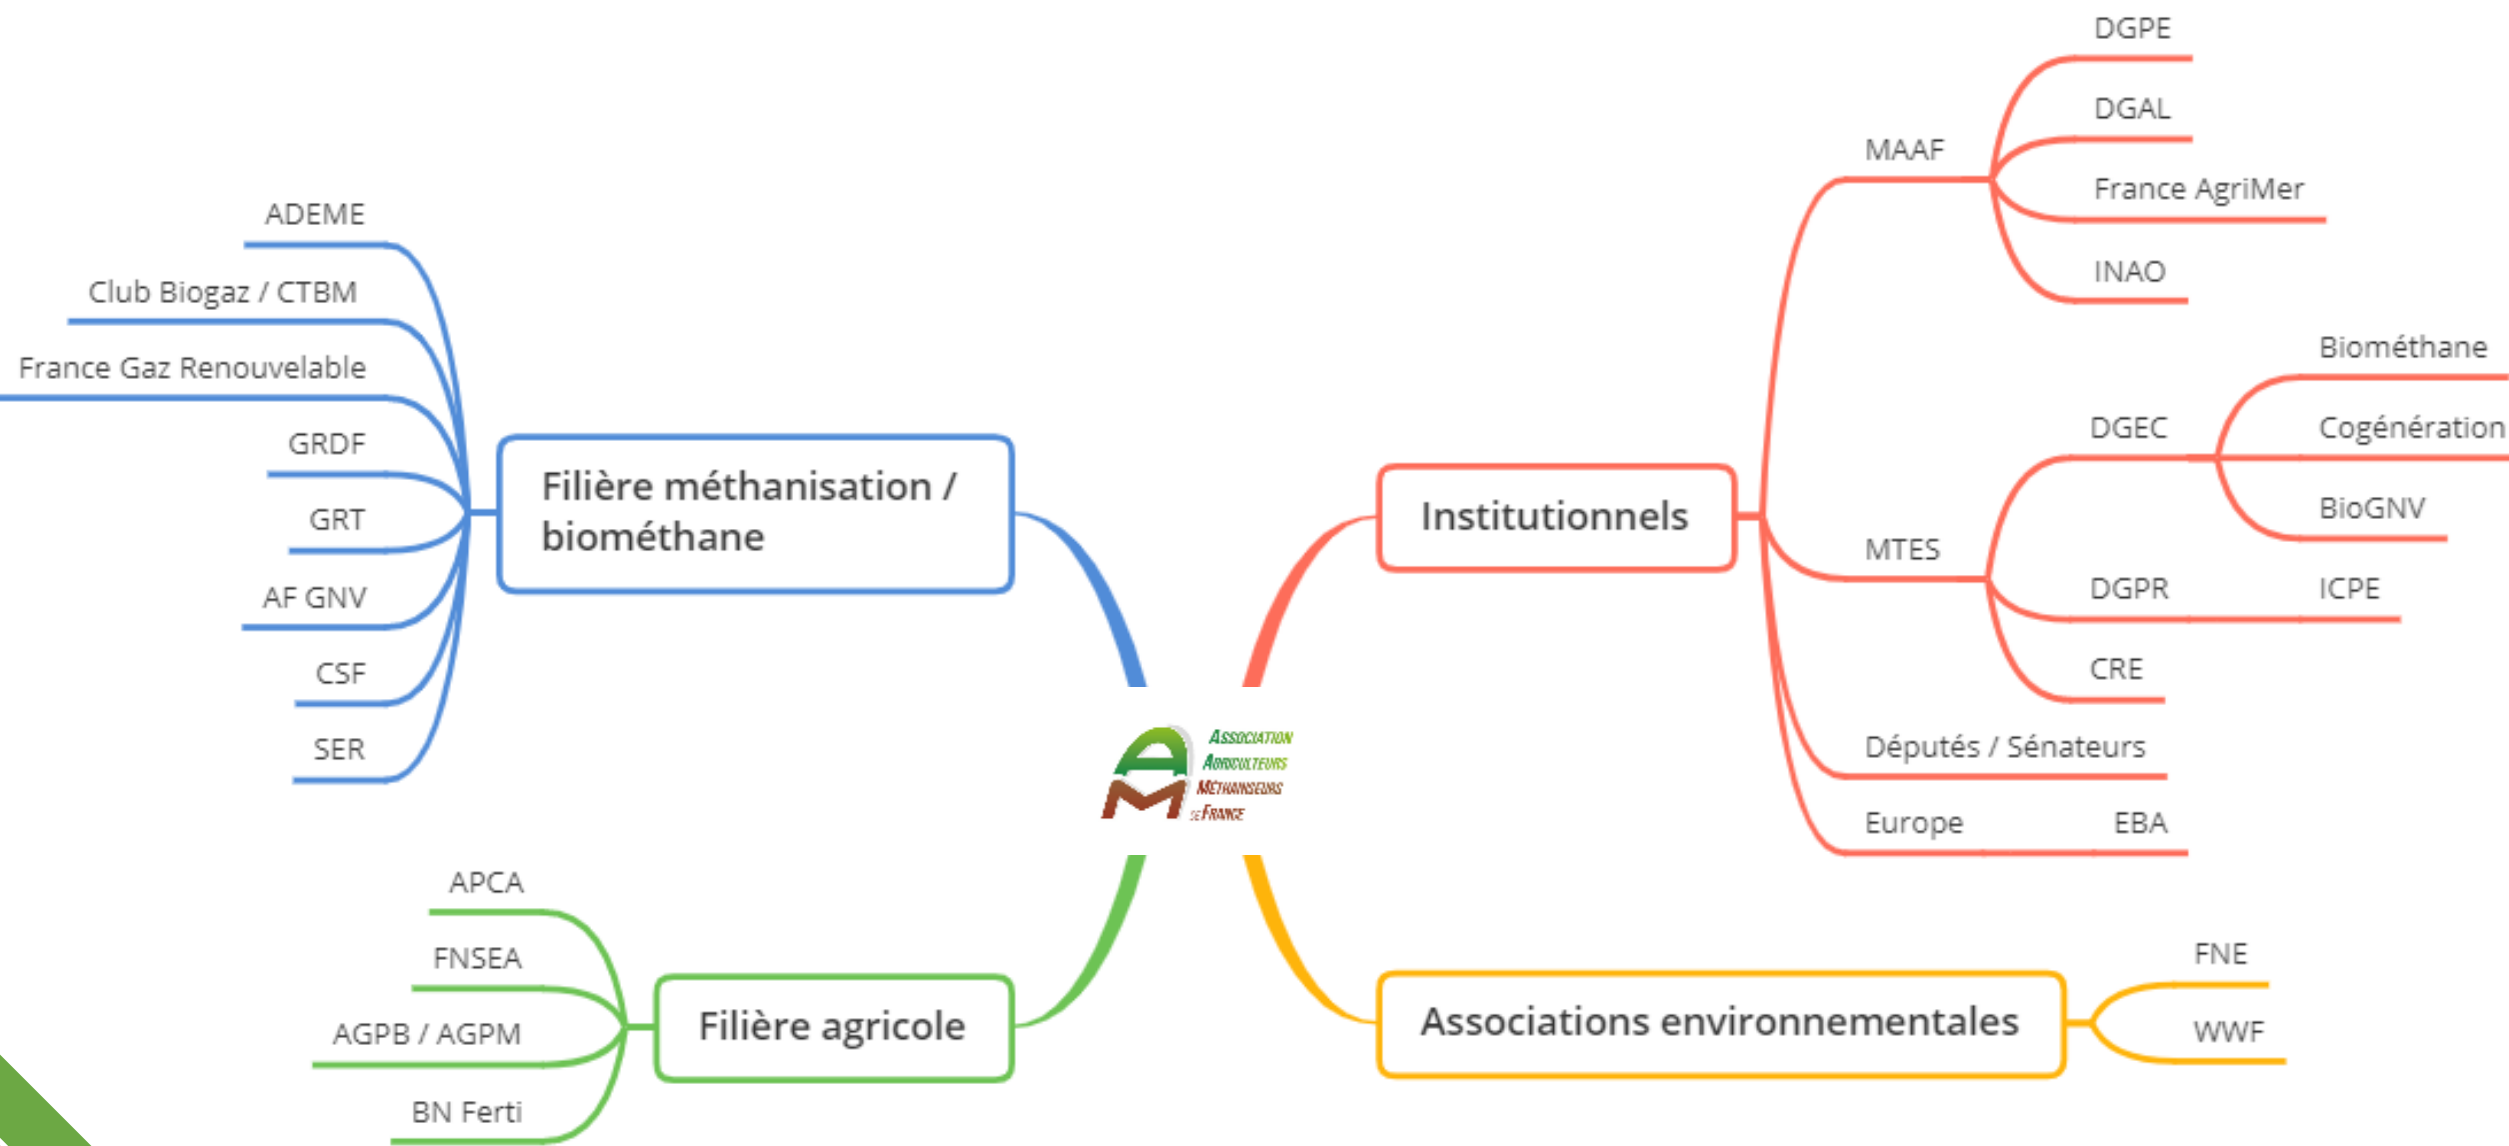 ADEME
Club Biogaz / CTBM
France Gaz Renouvelable
GRDF
GRT
AF GNV
CSF
SER
Filière méthanisation /
biométhane
APCA
FNSEA
AGPB / AGPM
BN Ferti
Filière agricole
ASSOCIATION
AGRICULTEURS
MÉTHANISEURS
DE FRANCE
Institutionnels
MAAF
DGPE
DGAL
France AgriMer
INAO
MTES
DGEC
Biométhane
Cogénération
BioGNV
DGPR
ICPE
CRE
Députés / Sénateurs
Europe
EBA
Associations environnementales
FNE
WWF